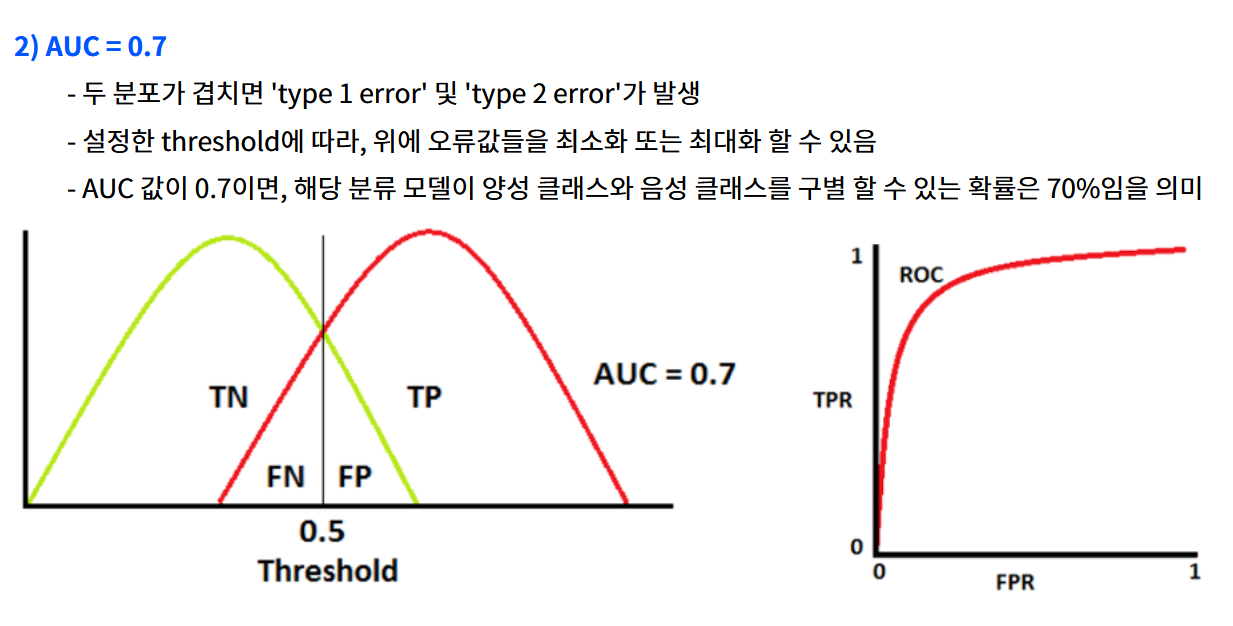 2) AUC = 0.7
- 두 분포가 겹치면 'type 1 error' 및 'type 2 error'가 발생
- 설정한 threshold에 따라, 위에 오류값들을 최소화 또는 최대화 할 수 있음
- AUC 값이 0.7이면, 해당 분류 모델이 양성 클래스와 음성 클래스를 구별 할 수 있는 확률은 70%임을 의미
TN
TP
FN
FP
AUC = 0.7
0.5
Threshold
1
ROC
TPR
0
0
FPR
1